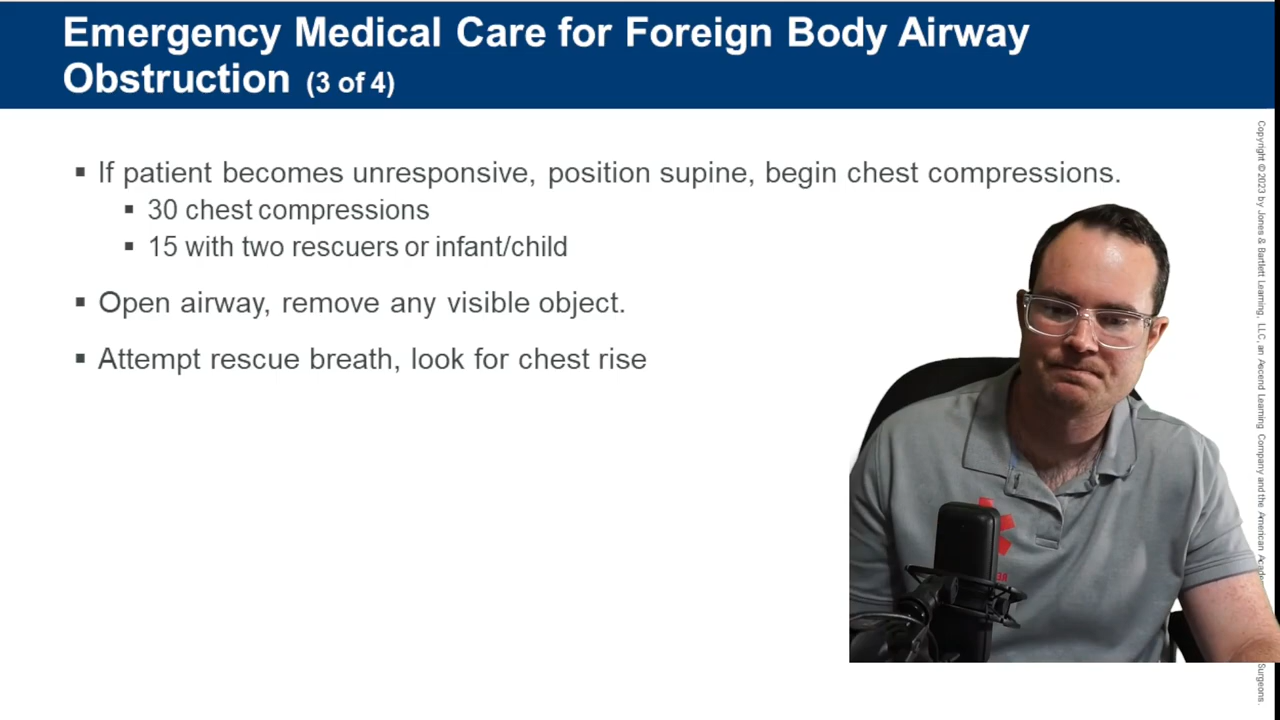 Emergency Medical Care for Foreign Body Airway
Obstruction (3 of 4)
▪ If patient becomes unresponsive, position supine, begin chest compressions.
▪ 30 chest compressions
▪ 15 with two rescuers or infant/child
▪ Open airway, remove any visible object.
▪ Attempt rescue breath, look for chest rise
Copyright ©2023 by Jones & Bartlett Learning, LLC, an Ascend Learning Company and the American Surgeons.